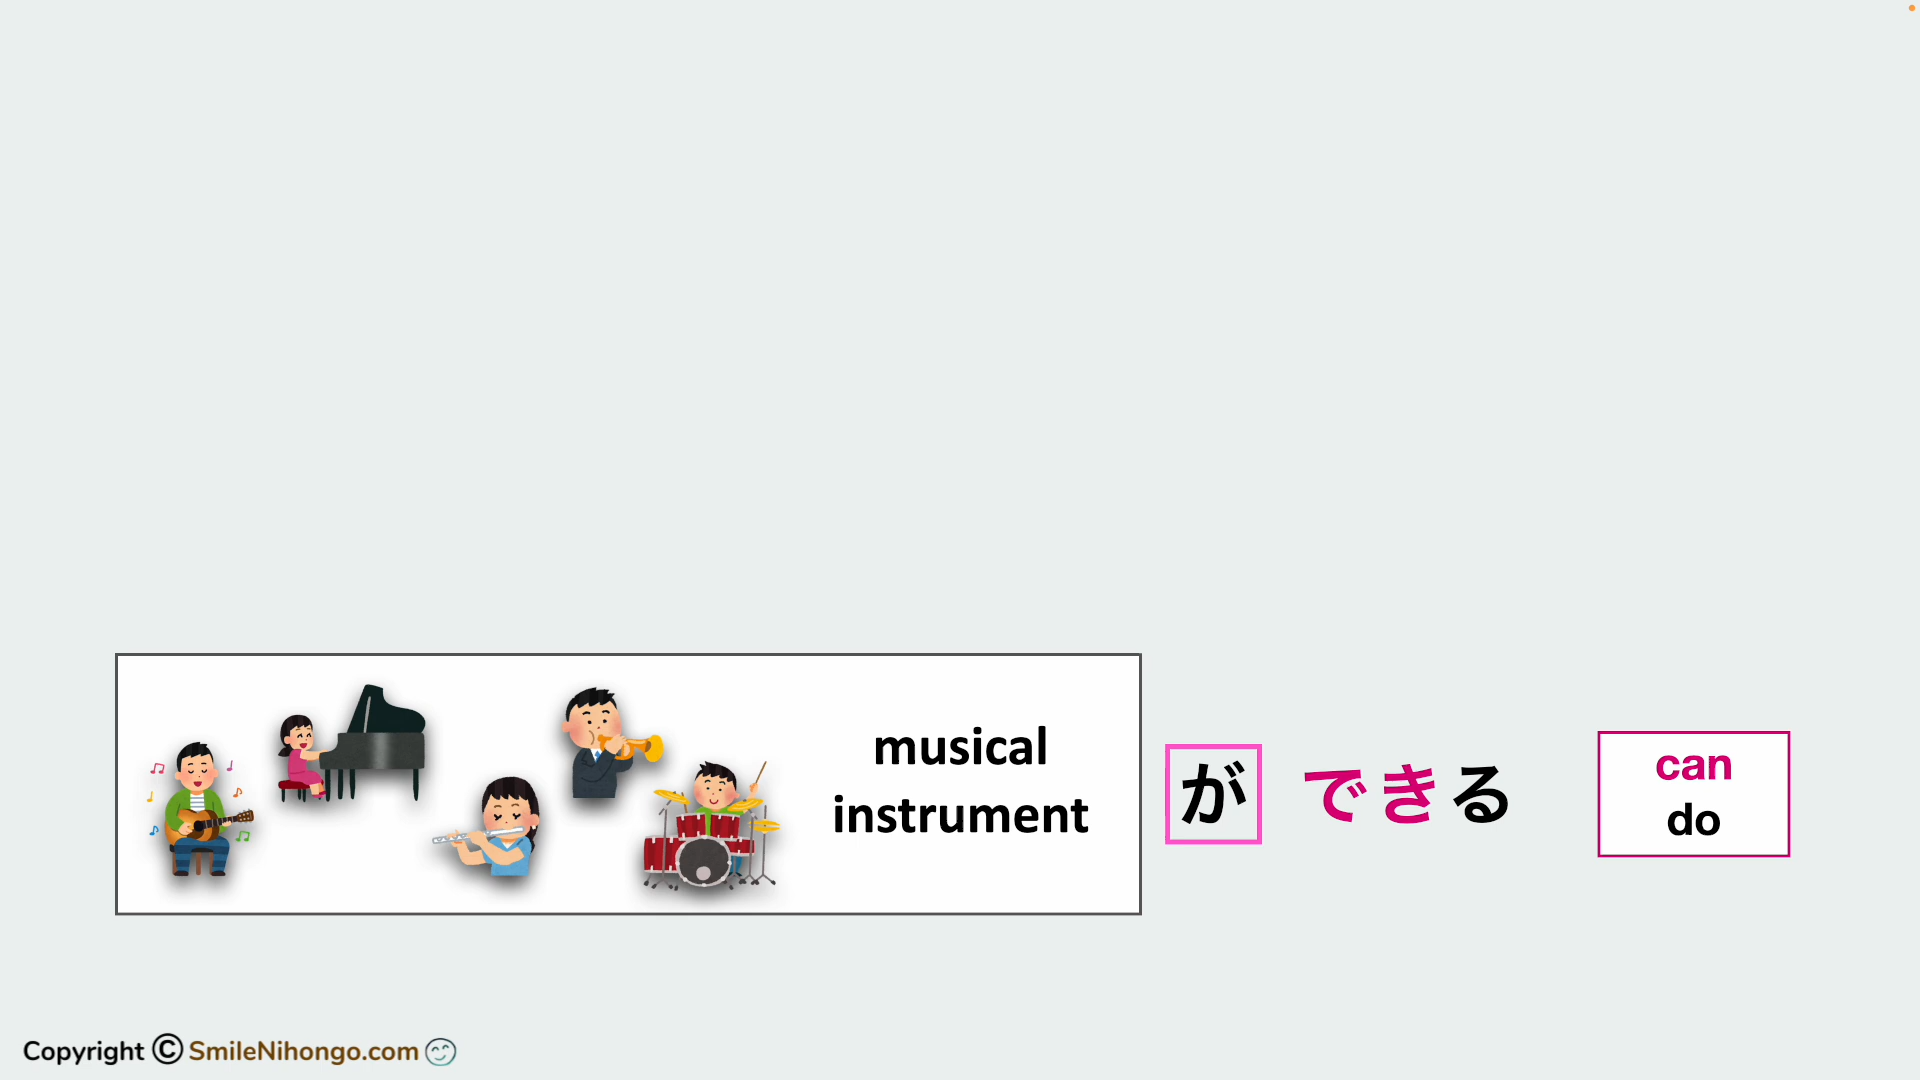 musical
instrument
が できる
can
do
Copyright © SmileNihongo.com